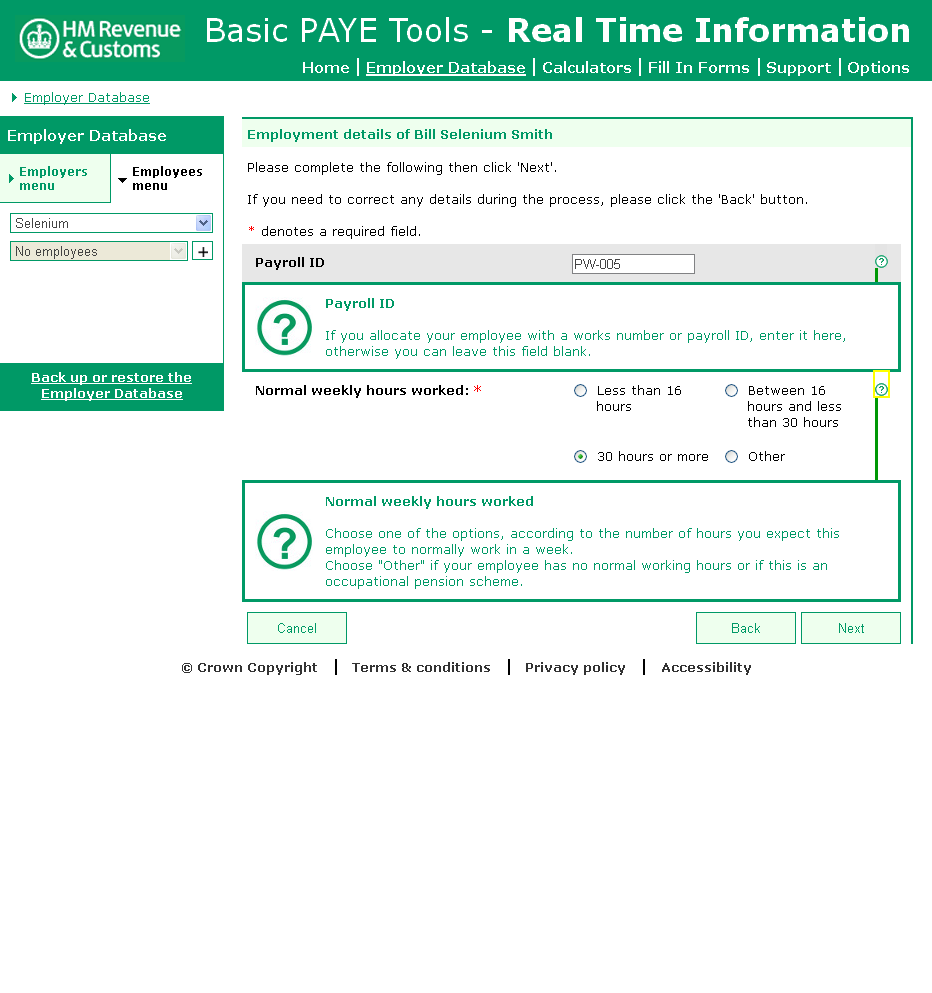 HM Revenue
& Customs
Basic PAYE Tools - Real Time Information
Home | Employer Database | Calculators | Fill In Forms | Support | Options
Employer Database
Employer Database
Employers
menu
Employees
menu
Selenium
No employees
+
Back up or restore the
Employer Database
Employment details of Bill Selenium Smith
Please complete the following then click 'Next'.
If you need to correct any details during the process, please click the 'Back' button.
* denotes a required field.
Payroll ID PW-005 ?
? Payroll ID
If you allocate your employee with a works number or payroll ID, enter it here,
otherwise you can leave this field blank.
Normal weekly hours worked: * ?
Less than 16
hours
Between 16
hours and less
than 30 hours
30 hours or more
Other
? Normal weekly hours worked
Choose one of the options, according to the number of hours you expect this
employee to normally work in a week.
Choose "Other" if your employee has no normal working hours or if this is an
occupational pension scheme.
Cancel Back Next
© Crown Copyright | Terms & conditions | Privacy policy | Accessibility